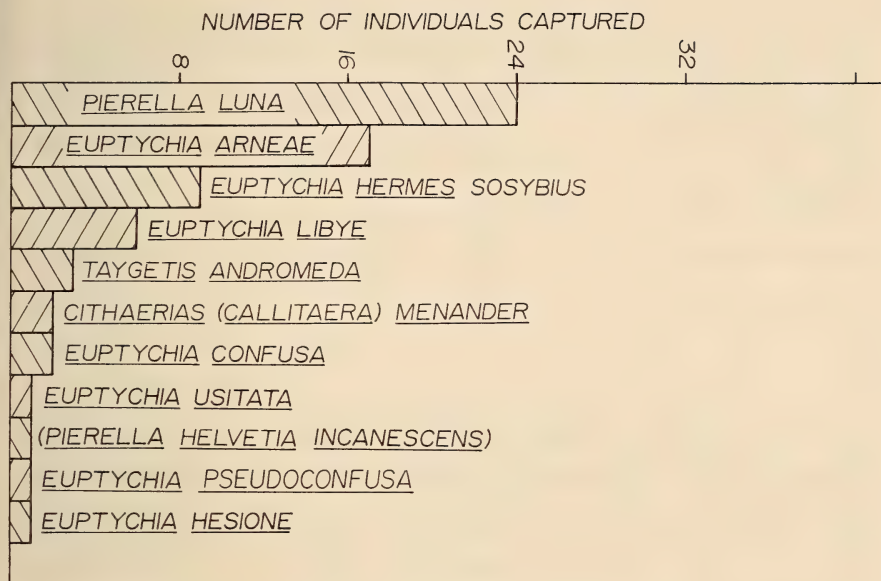 NUMBER OF INDIVIDUALS CAPTURED
8 16 24 32
PIERELLA LUNA
EUPTYCHIA ARNEAE
EUPTYCHIA HERMES SOSYBIUS
EUPTYCHIA LIBYE
TAYGETIS ANDROMEDA
CITHAERIAS (CALLITAERA) MENANDER
EUPTYCHIA CONFUSA
EUPTYCHIA USITATA
(PIERELLA HELVETIA INCANESCENS)
EUPTYCHIA PSEUDOCONFUSA
EUPTYCHIA HESIONE